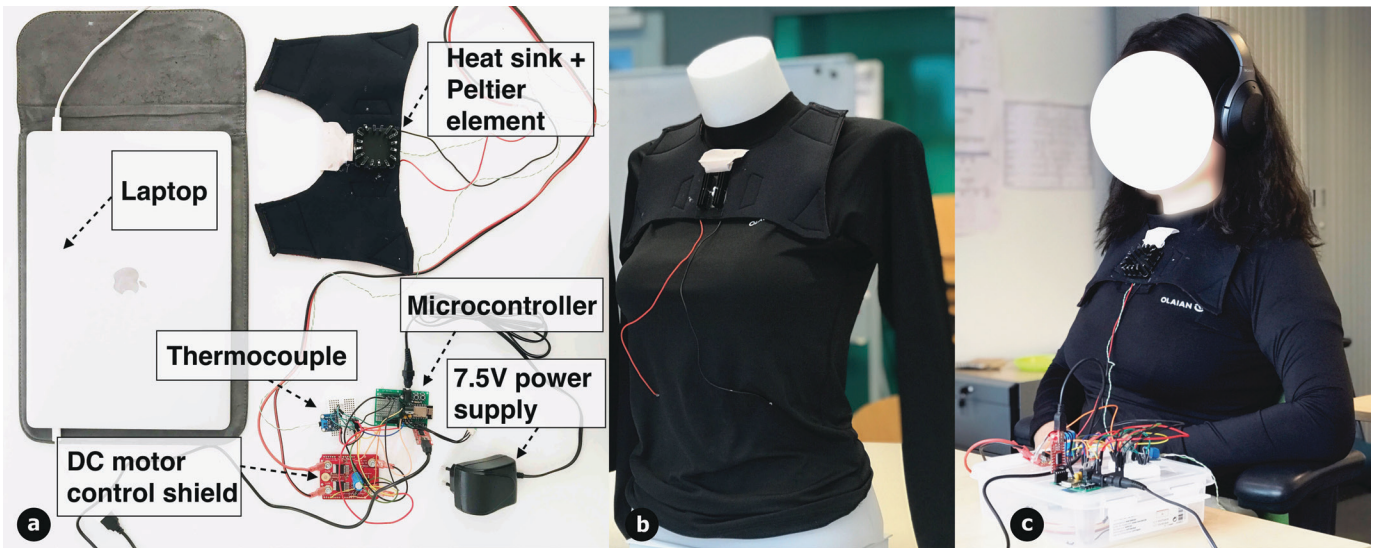 Heat sink +
Peltier
element
Laptop
Microcontroller
Thermocouple
7.5V power
supply
DC motor
control shield
a
b
c
OLAIAN